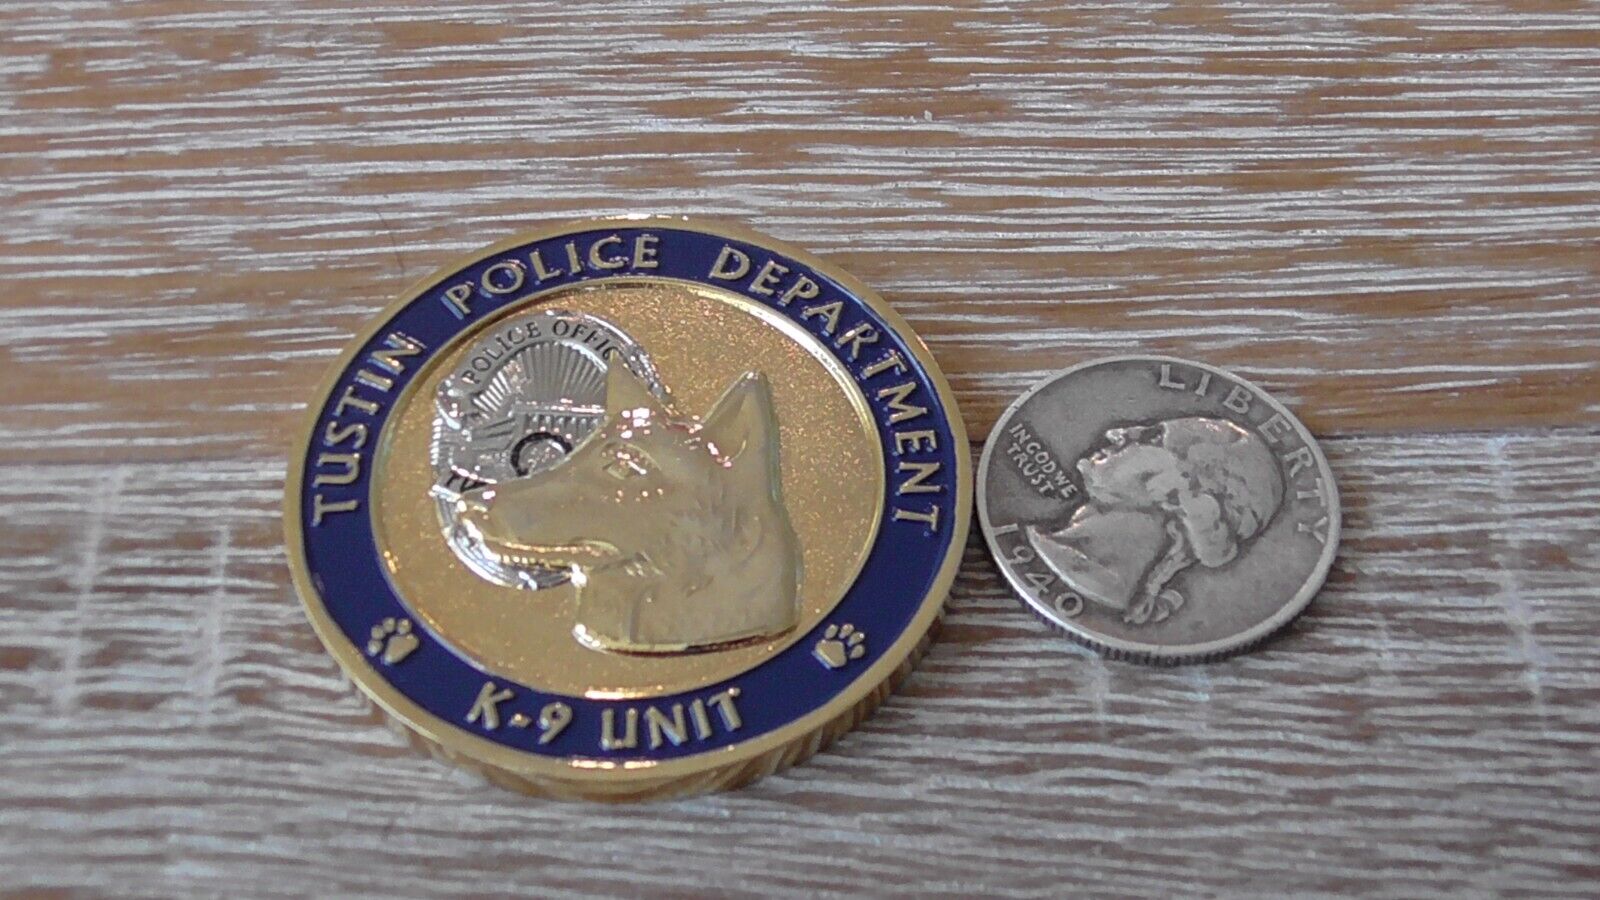 TUSTIN POLICE DEPARTMENT
POLICE OFFIC
K-9 UNIT
LIBERTY
IN GOD WE
TRUST
1940